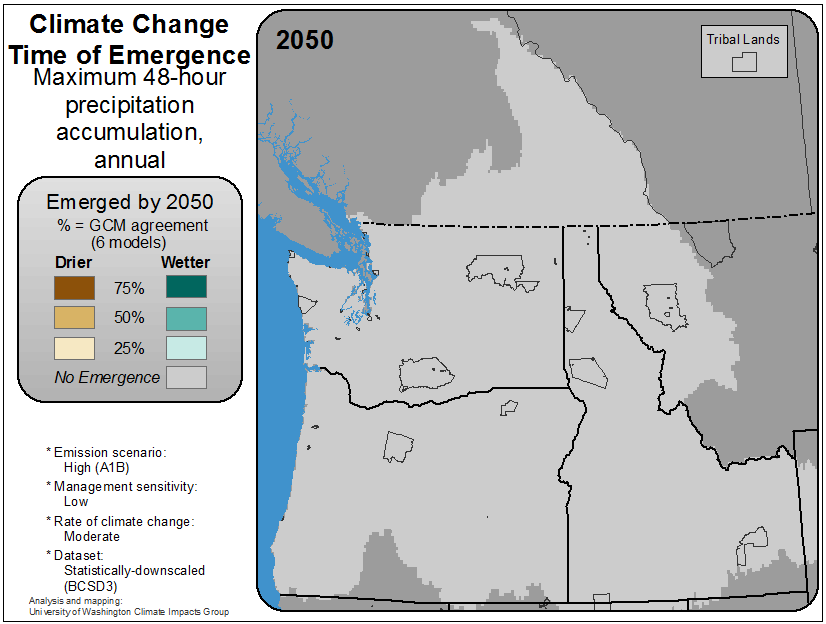 Climate Change
Time of Emergence
Maximum 48-hour
precipitation
accumulation,
annual
Emerged by 2050
% = GCM agreement
(6 models)
Drier Wetter
75%
50%
25%
No Emergence
* Emission scenario:
High (A1B)
* Management sensitivity:
Low
* Rate of climate change:
Moderate
* Dataset:
Statistically-downscaled
(BCSD3)
Analysis and mapping:
University of Washington Climate Impacts Group
2050
Tribal Lands